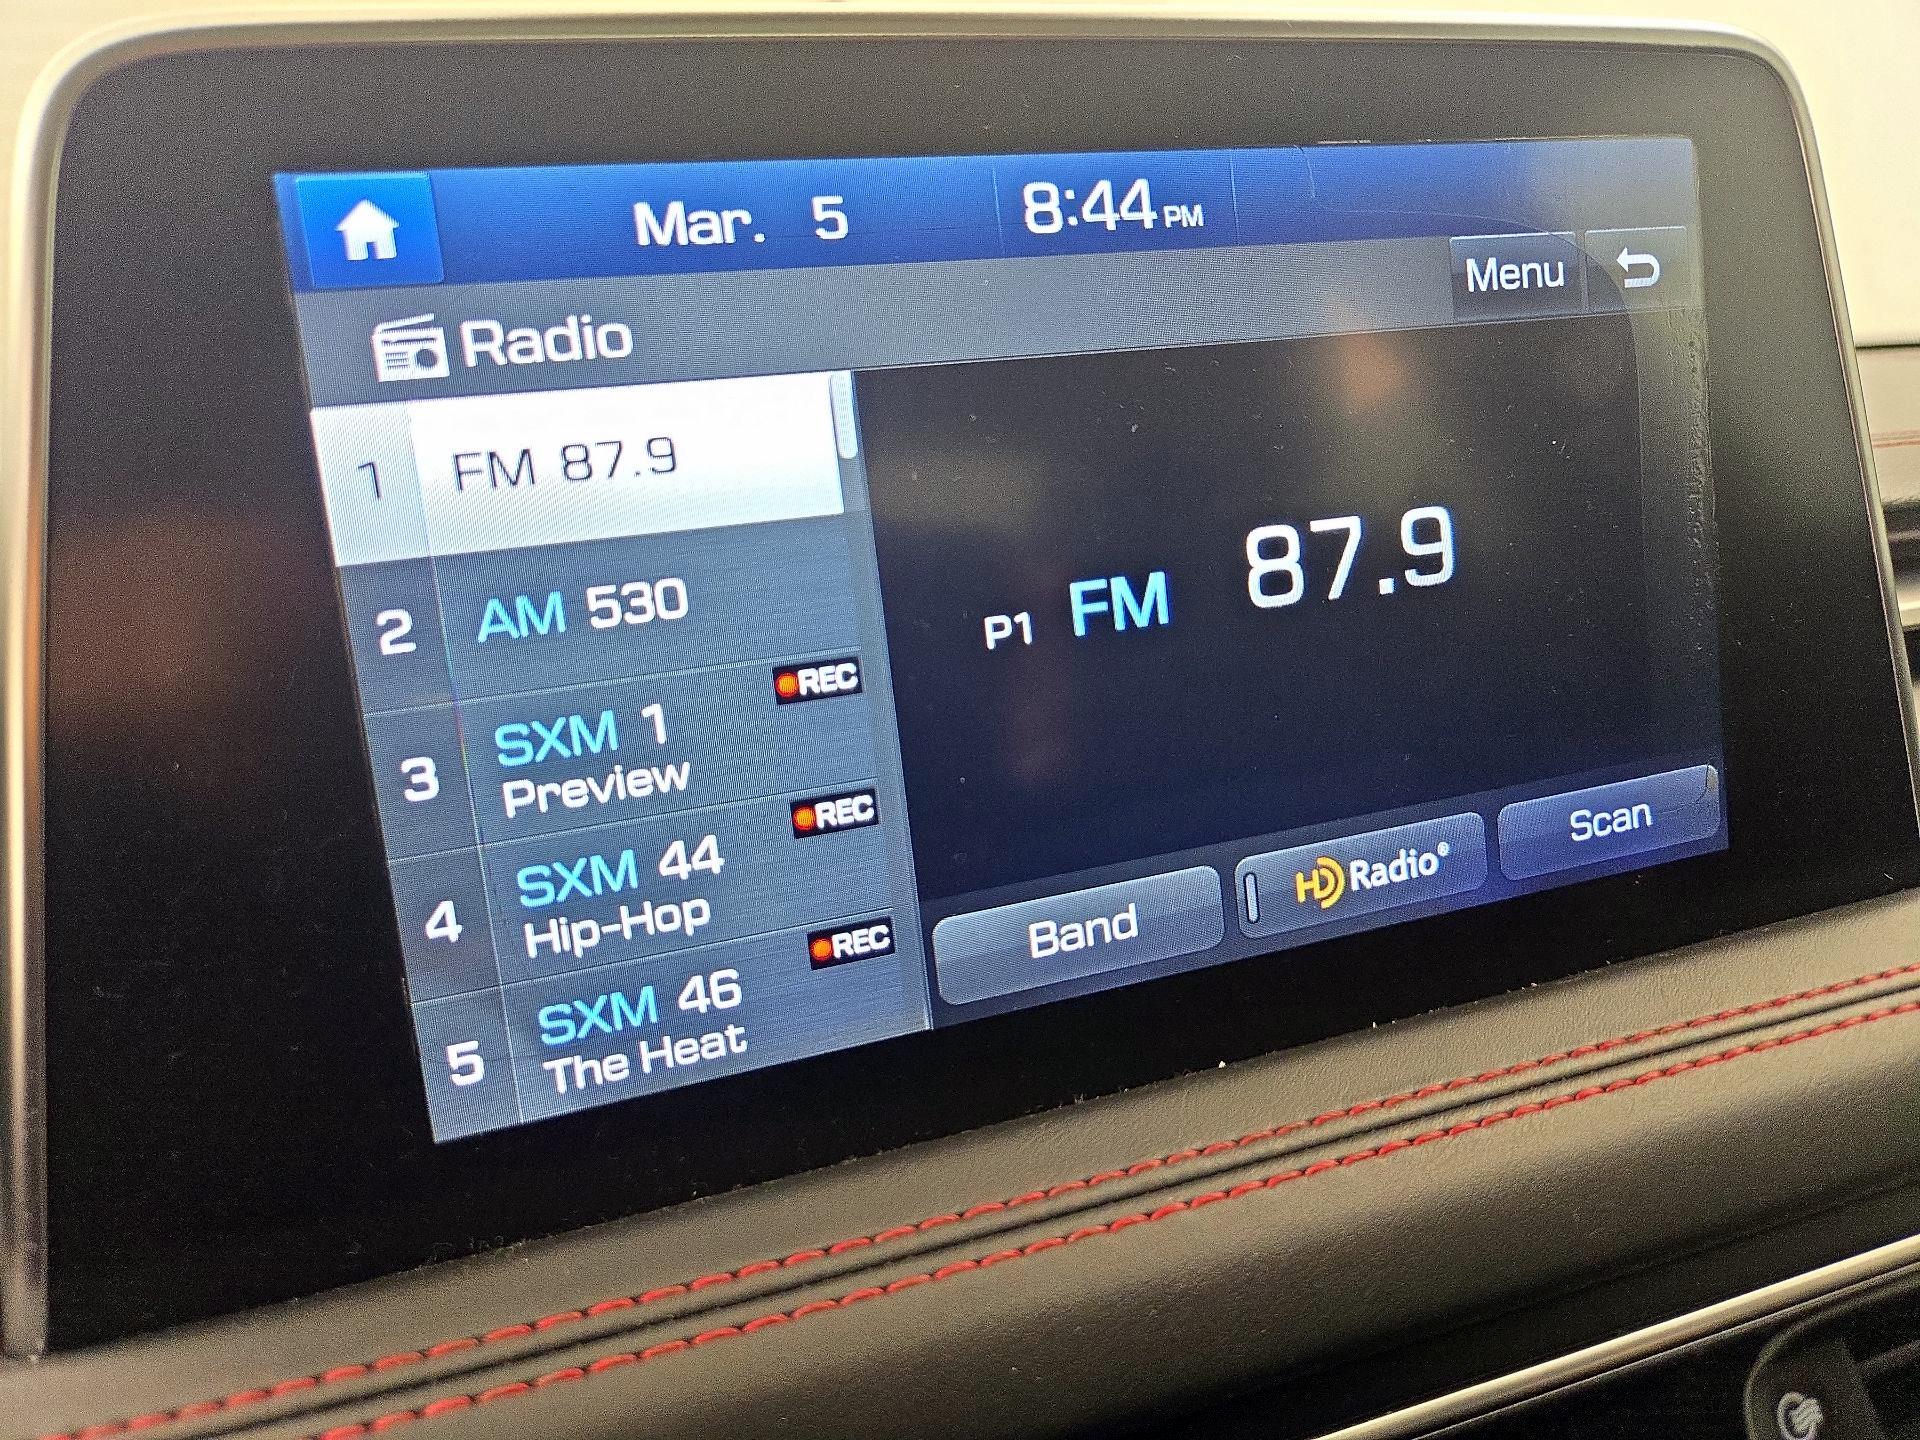 Mar. 5 8:44 PM
Menu
Radio
1 FM 87.9
2 AM 530
REC
3 SXM 1
Preview
REC
4 SXM 44
Hip-Hop
REC
5 SXM 46
The Heat
P1 FM 87.9
Band HD Radio® Scan